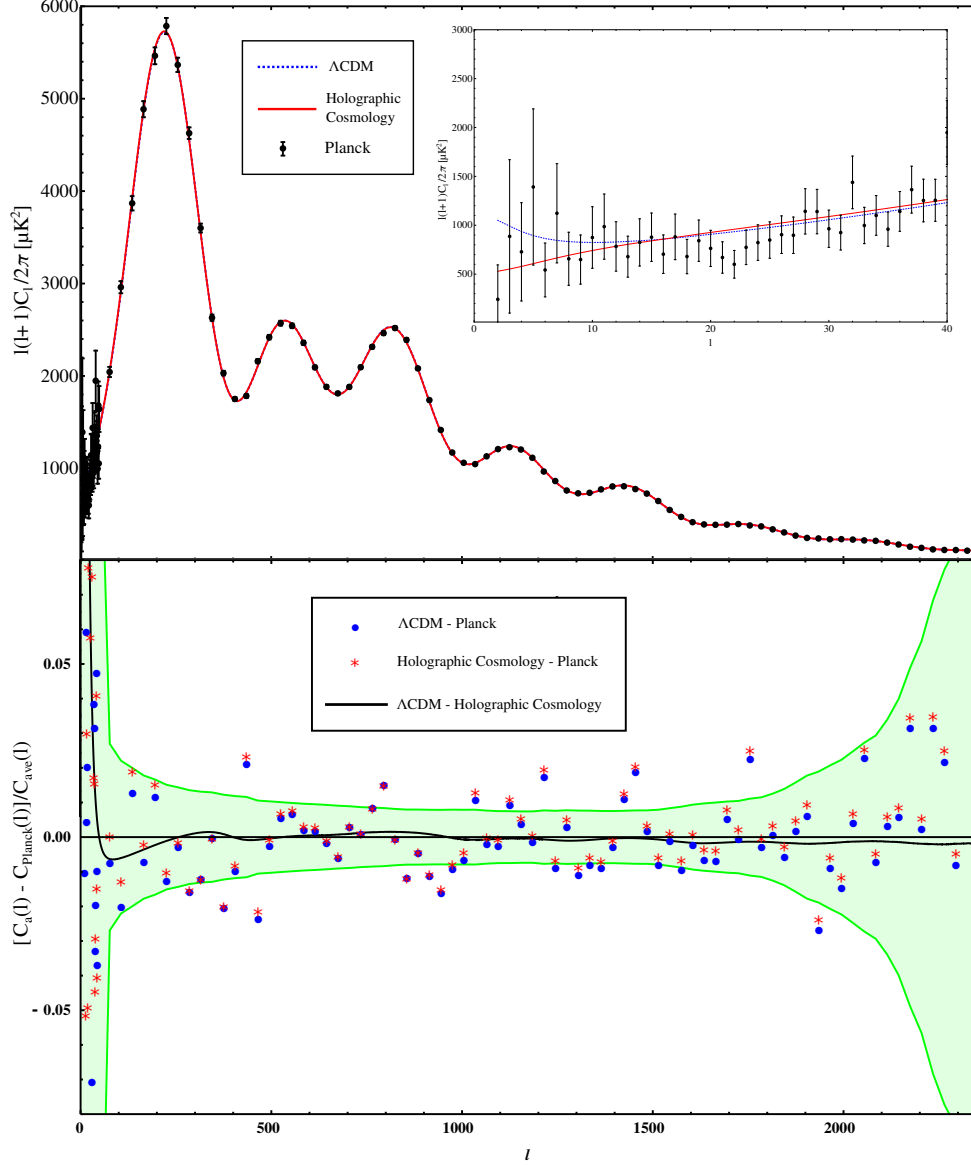 6000
5000
4000
3000
2000
1000
l(l+1)C_l/2π [μK²]
ΛCDM
Holographic
Cosmology
Planck
3000
2500
2000
1500
1000
500
l(l+1)C_l/2π [μK²]
0 10 20 30 40
l
0.05
0.00
- 0.05
[C_a(l) - C_Planck(l)]/C_ave(l)
ΛCDM - Planck
Holographic Cosmology - Planck
ΛCDM - Holographic Cosmology
0 500 1000 1500 2000
l